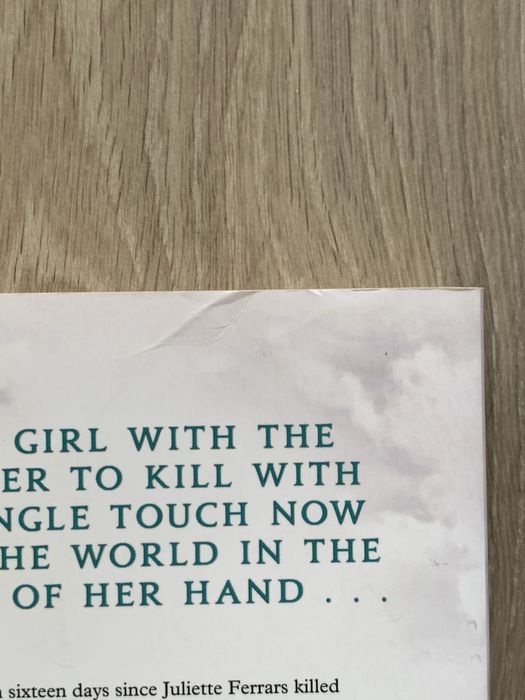 GIRL WITH THE
ER TO KILL WITH
NGLE TOUCH NOW
HE WORLD IN THE
OF HER HAND . . .
sixteen days since Juliette Ferrars killed